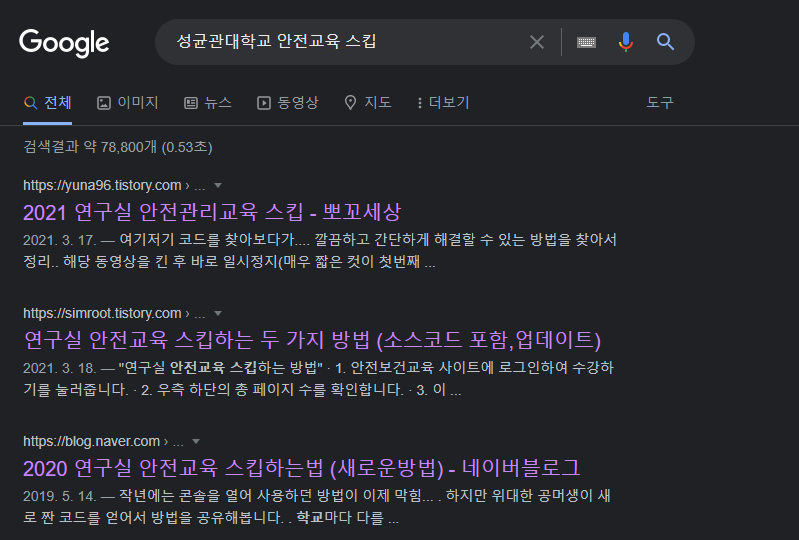 Google 성균관대학교 안전교육 스킵
전체 이미지 뉴스 동영상 지도 더보기 도구
검색결과 약 78,800개 (0.53초)
https://yuna96.tistory.com › ...
2021 연구실 안전관리교육 스킵 - 뽀꼬세상
2021. 3. 17. — 여기저기 코드를 찾아보다가.... 깔끔하고 간단하게 해결할 수 있는 방법을 찾아서
정리.. 해당 동영상을 킨 후 바로 일시정지(매우 짧은 컷이 첫번째 ...
https://simroot.tistory.com › ...
연구실 안전교육 스킵하는 두 가지 방법 (소스코드 포함,업데이트)
2021. 3. 18. — "연구실 안전교육 스킵하는 방법" · 1. 안전보건교육 사이트에 로그인하여 수강하
기를 눌러줍니다. · 2. 우측 하단의 총 페이지 수를 확인합니다. · 3. 이 ...
https://blog.naver.com › ...
2020 연구실 안전교육 스킵하는법 (새로운방법) - 네이버블로그
2019. 5. 14. — 작년에는 콘솔을 열어 사용하던 방법이 이제 막힘... . 하지만 위대한 공머생이 새
로 짠 코드를 얻어서 방법을 공유해봅니다. . 학교마다 다를 ...